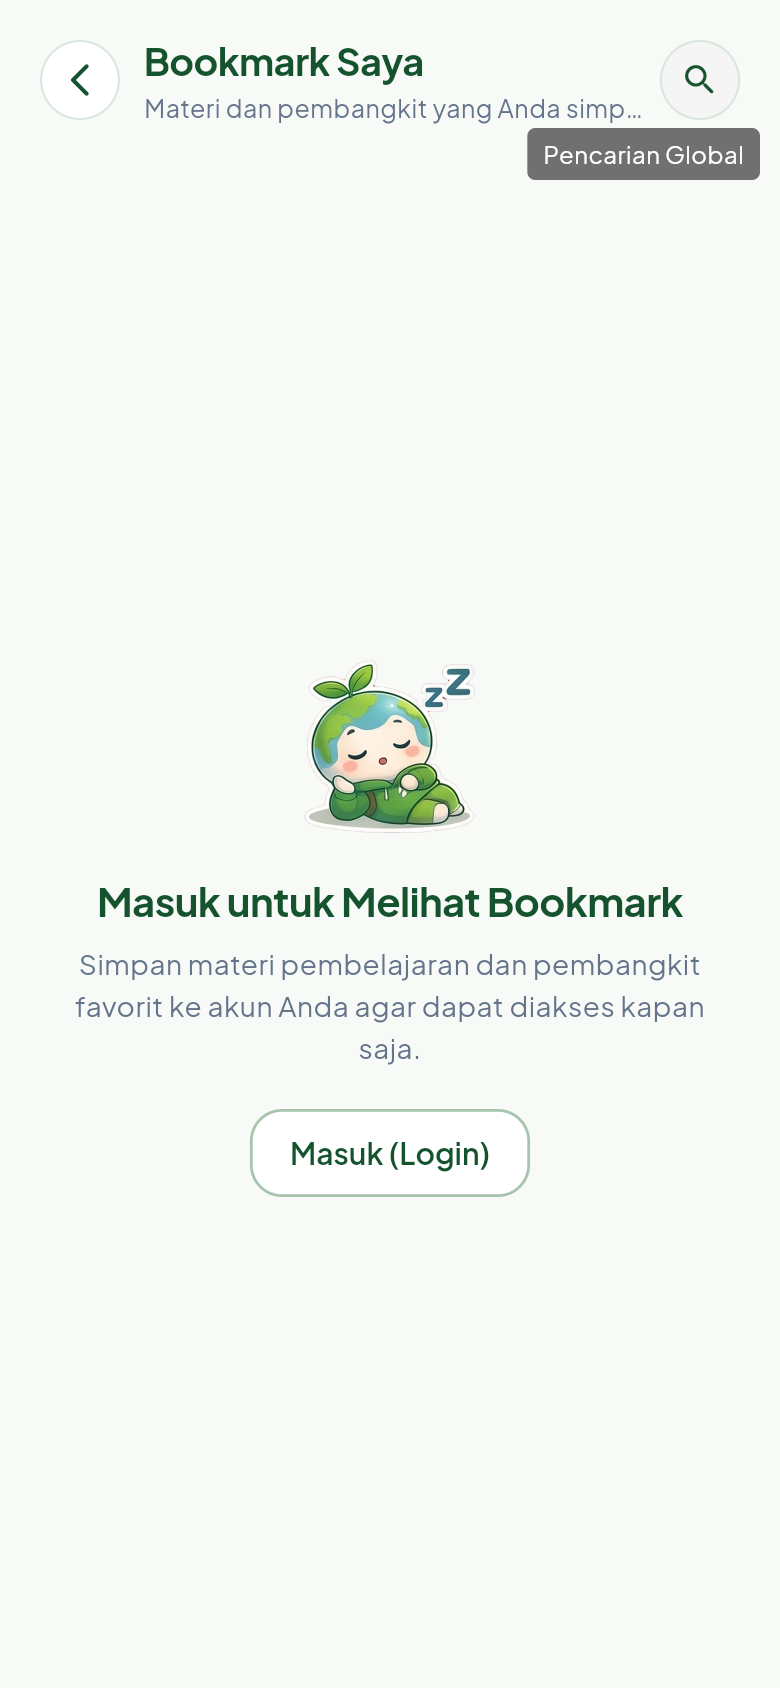 Bookmark Saya
Materi dan pembangkit yang Anda simp...
Pencarian Global
z Z
Masuk untuk Melihat Bookmark
Simpan materi pembelajaran dan pembangkit
favorit ke akun Anda agar dapat diakses kapan
saja.
Masuk (Login)